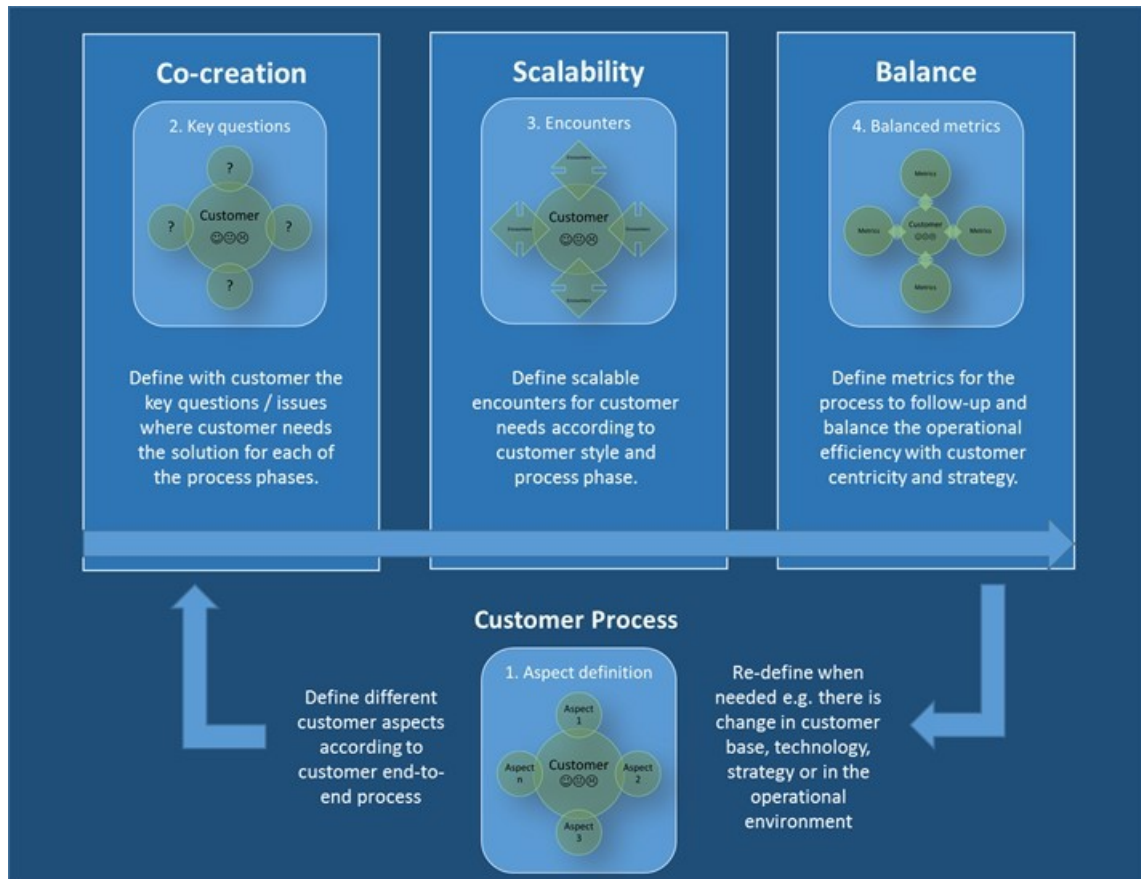 Co-creation
2. Key questions
?
Customer
?
?
?
Define with customer the
key questions / issues
where customer needs
the solution for each of
the process phases.
Scalability
3. Encounters
Encounters
Encounters
Customer
Encounters
Encounters
Define scalable
encounters for customer
needs according to
customer style and
process phase.
Balance
4. Balanced metrics
Metrics
Metrics
Customer
Metrics
Metrics
Define metrics for the
process to follow-up and
balance the operational
efficiency with customer
centricity and strategy.
Customer Process
1. Aspect definition
Aspect
1
Aspect
n
Customer
Aspect
2
Aspect
3
Define different
customer aspects
according to
customer end-to-
end process
Re-define when
needed e.g. there is
change in customer
base, technology,
strategy or in the
operational
environment